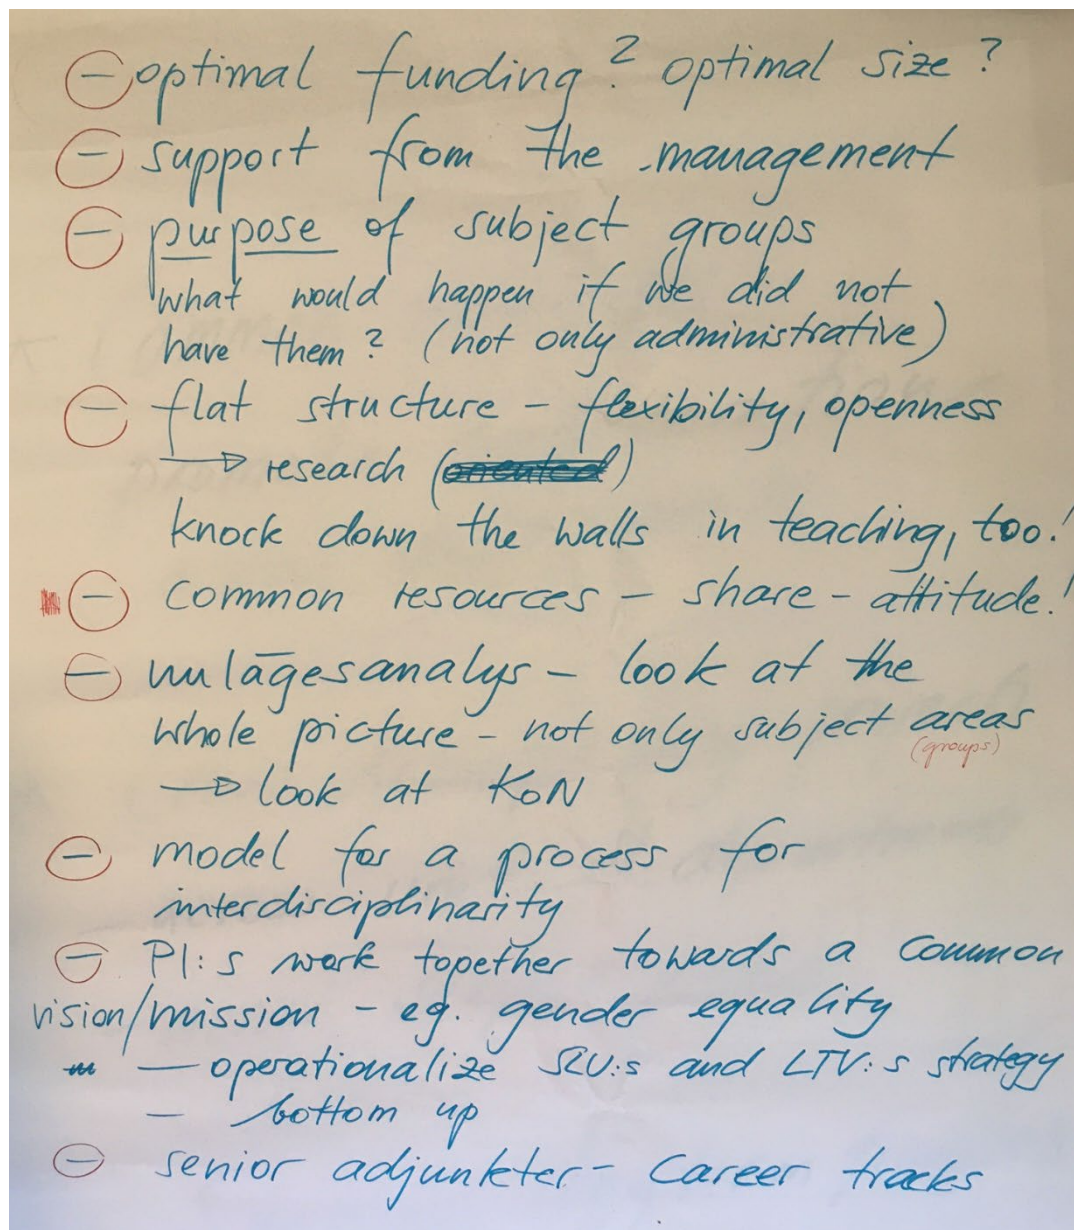 - optimal funding? optimal size?
- support from the management
- purpose of subject groups
what would happen if we did not
have them? (not only administrative)
- flat structure - flexibility, openness
→ research (oriented)
knock down the walls in teaching, too!
- common resources - share - attitude!
- nulägesanalys - look at the
whole picture - not only subject areas
(groups)
→ look at KoN
- model for a process for
interdisciplinarity
- PI:s work together towards a common
vision/mission - eg. gender equality
- operationalize SLU:s and LTV:s strategy
- bottom up
- senior adjunkter - career tracks